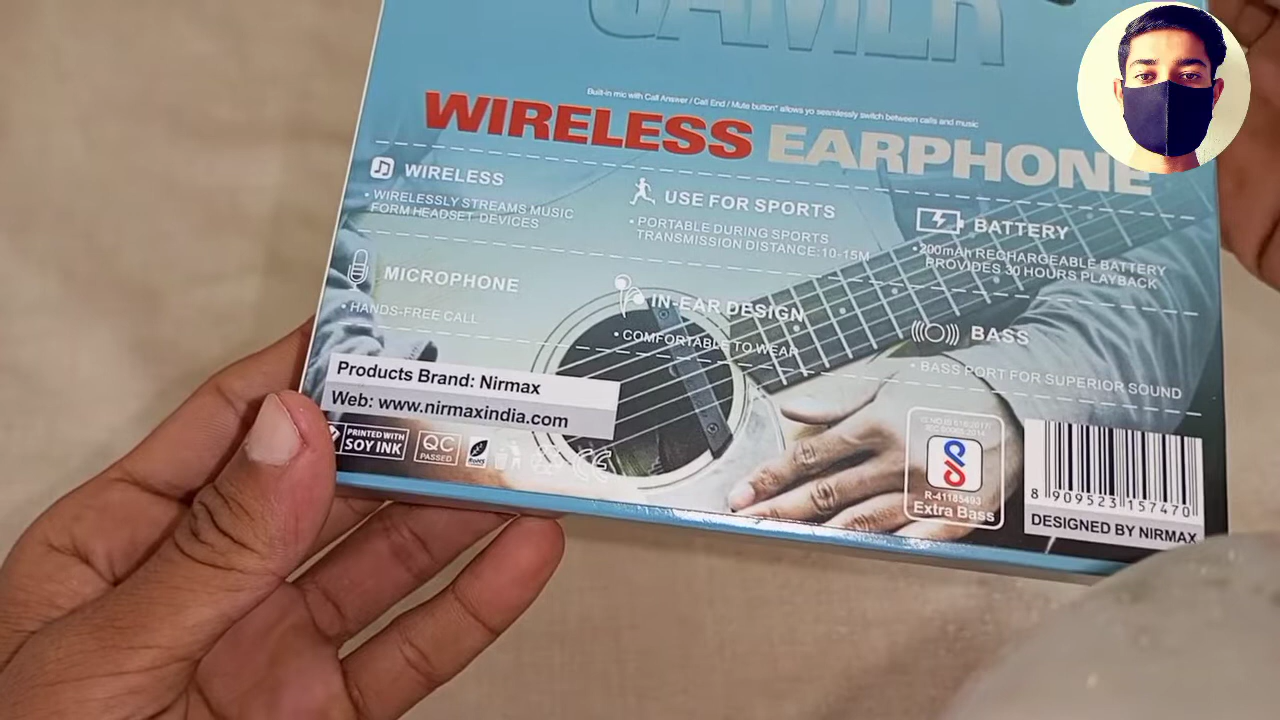 GAMER
Built-in mic with Call Answer / Call End / Mute button* allows yo seamlessly switch between calls and music
WIRELESS EARPHONE
WIRELESS
• WIRELESSLY STREAMS MUSIC
FORM HEADSET DEVICES
USE FOR SPORTS
• PORTABLE DURING SPORTS
TRANSMISSION DISTANCE:10-15M
BATTERY
• 200mAh RECHARGEABLE BATTERY
PROVIDES 30 HOURS PLAYBACK
MICROPHONE
• HANDS-FREE CALL
IN-EAR DESIGN
• COMFORTABLE TO WEAR
BASS
• BASS PORT FOR SUPERIOR SOUND
Products Brand: Nirmax
Web: www.nirmaxindia.com
PRINTED WITH
SOY INK
QC
PASSED
RoHS
CE
R-41185493
Extra Bass
8 909523 157470
DESIGNED BY NIRMAX